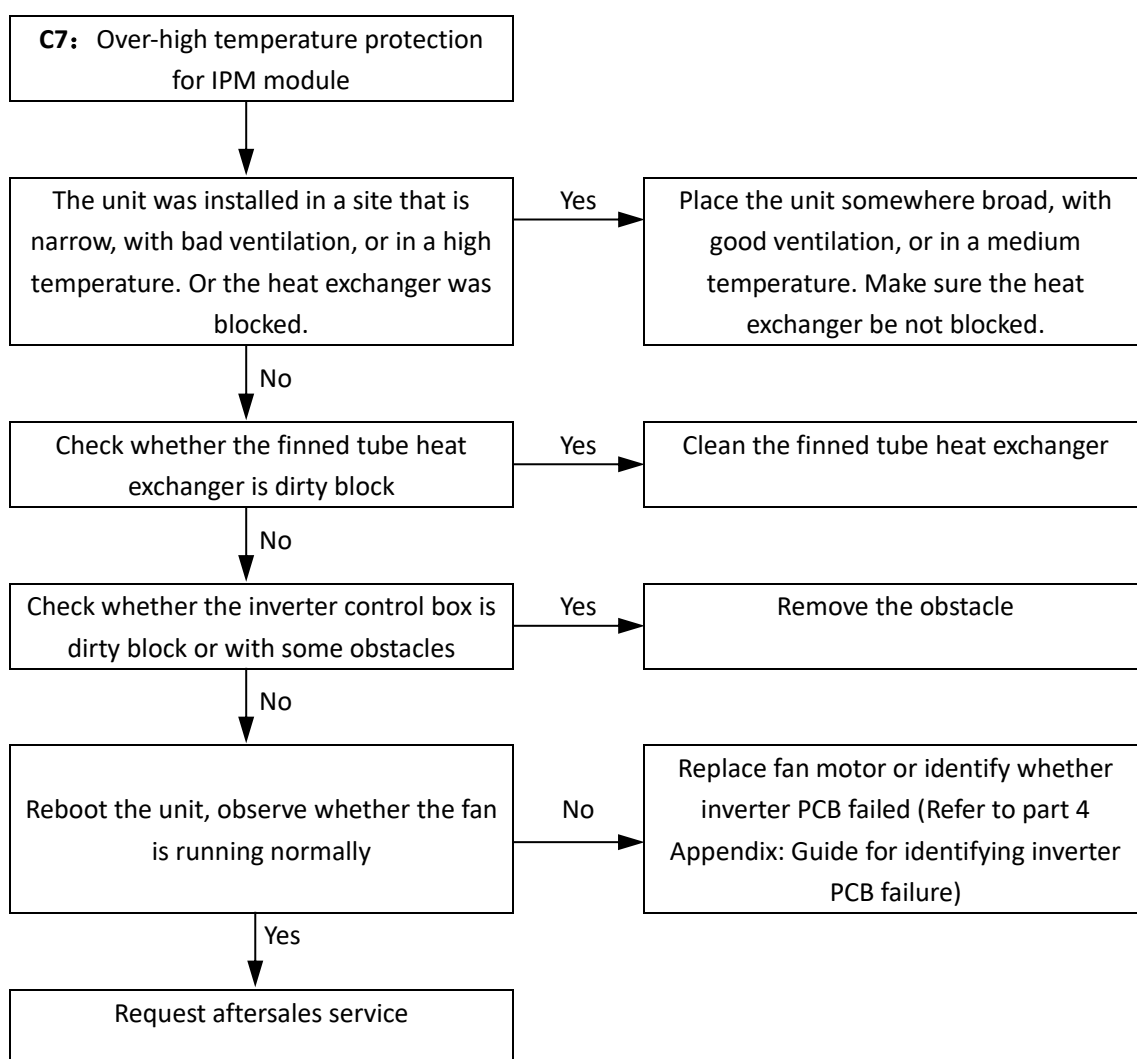 C7： Over-high temperature protection
for IPM module
The unit was installed in a site that is
narrow, with bad ventilation, or in a high
temperature. Or the heat exchanger was
blocked.
Yes
Place the unit somewhere broad, with
good ventilation, or in a medium
temperature. Make sure the heat
exchanger be not blocked.
No
Check whether the finned tube heat
exchanger is dirty block
Yes
Clean the finned tube heat exchanger
No
Check whether the inverter control box is
dirty block or with some obstacles
Yes
Remove the obstacle
No
Reboot the unit, observe whether the fan
is running normally
No
Replace fan motor or identify whether
inverter PCB failed (Refer to part 4
Appendix: Guide for identifying inverter
PCB failure)
Yes
Request aftersales service